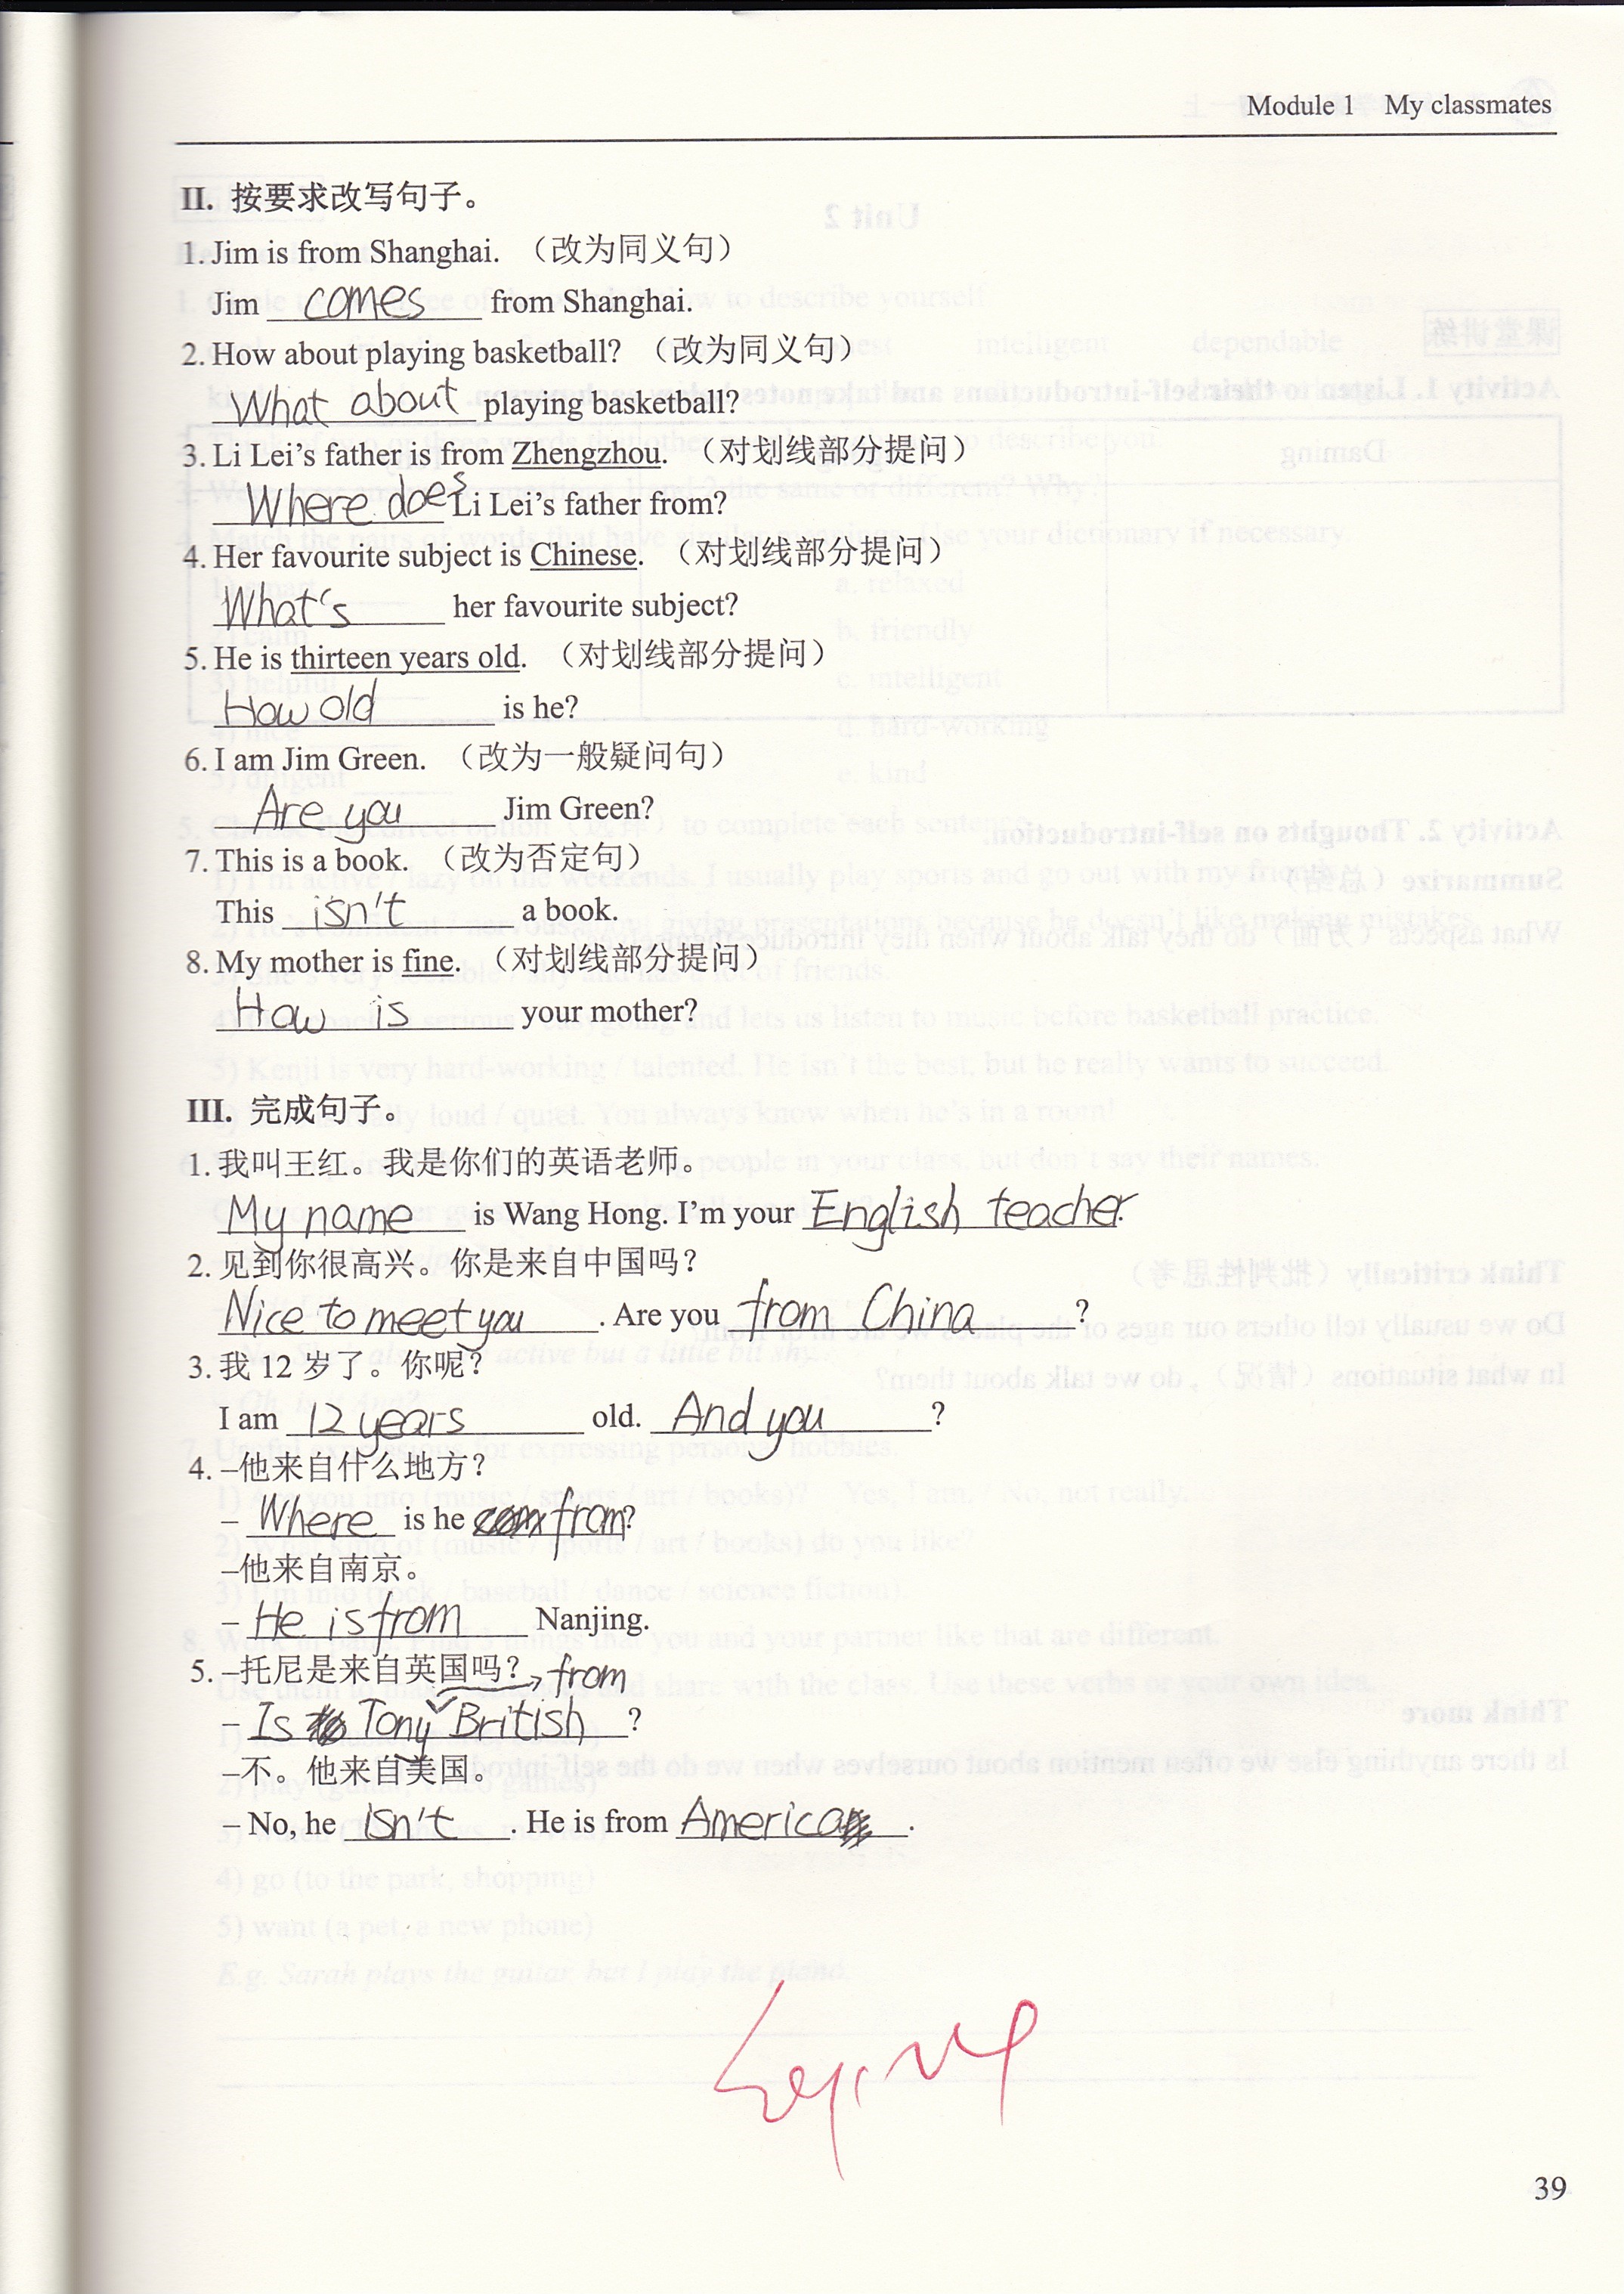 Module 1 My classmates
II. 按要求改写句子。
1. Jim is from Shanghai. （改为同义句）
Jim comes from Shanghai.
2. How about playing basketball? （改为同义句）
What about playing basketball?
3. Li Lei's father is from Zhengzhou. （对划线部分提问）
Where does Li Lei's father from?
4. Her favourite subject is Chinese. （对划线部分提问）
What's her favourite subject?
5. He is thirteen years old. （对划线部分提问）
How old is he?
6. I am Jim Green. （改为一般疑问句）
Are you Jim Green?
7. This is a book. （改为否定句）
This isn't a book.
8. My mother is fine. （对划线部分提问）
How is your mother?
III. 完成句子。
1. 我叫王红。我是你们的英语老师。
My name is Wang Hong. I'm your English teacher.
2. 见到你很高兴。你是来自中国吗？
Nice to meet you. Are you from China?
3. 我 12 岁了。你呢？
I am 12 years old. And you?
4. –他来自什么地方？
– Where is he from?
–他来自南京。
– He is from Nanjing.
5. –托尼是来自英国吗？ from
– Is Tony British?
–不。他来自美国。
– No, he isn't. He is from America.
39